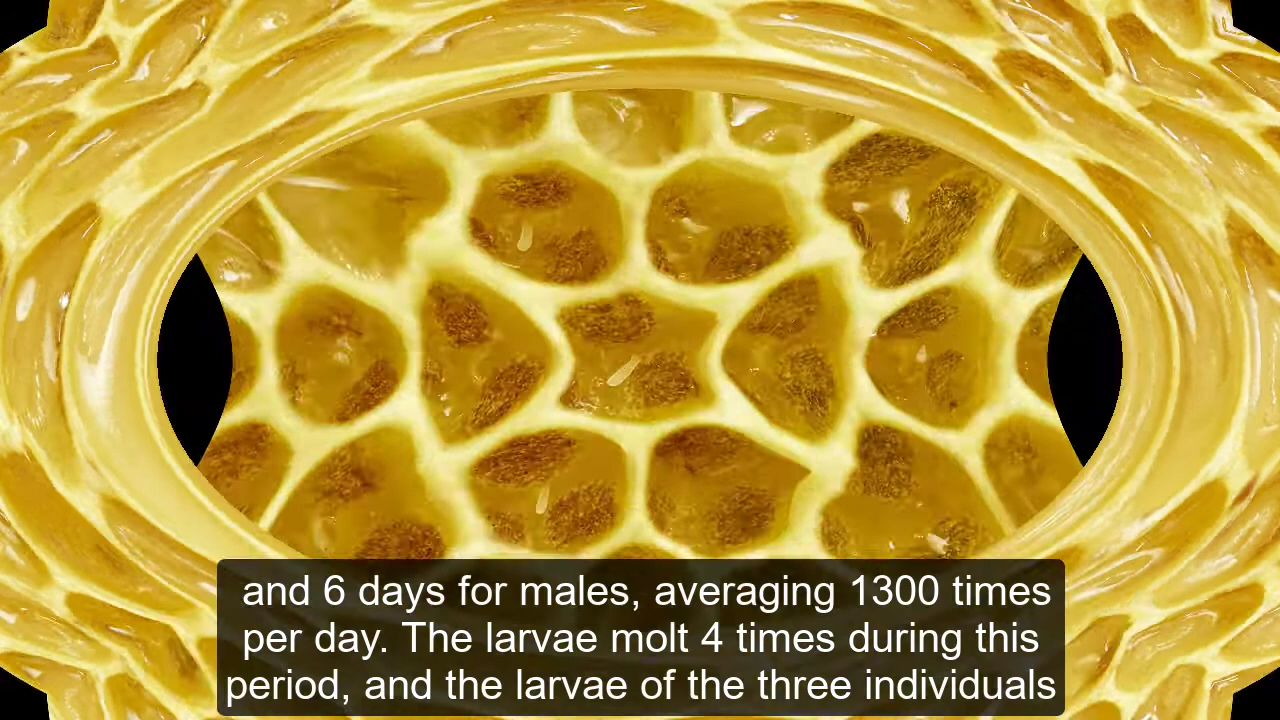 and 6 days for males, averaging 1300 times
per day. The larvae molt 4 times during this
period, and the larvae of the three individuals